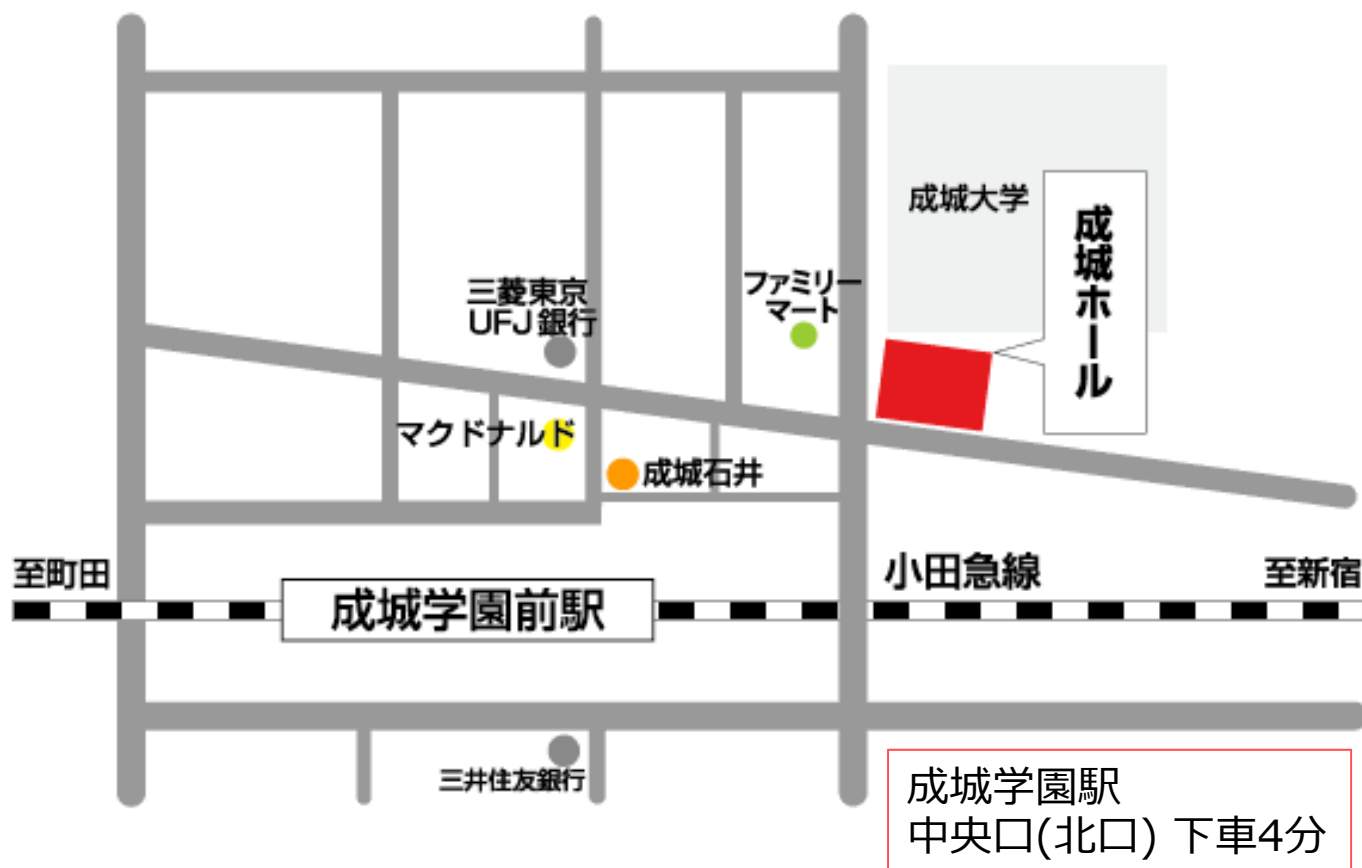 成城大学
成城ホール
三菱東京
UFJ銀行
ファミリー
マート
マクドナルド
成城石井
至町田
小田急線
至新宿
成城学園前駅
三井住友銀行
成城学園駅
中央口(北口) 下車4分